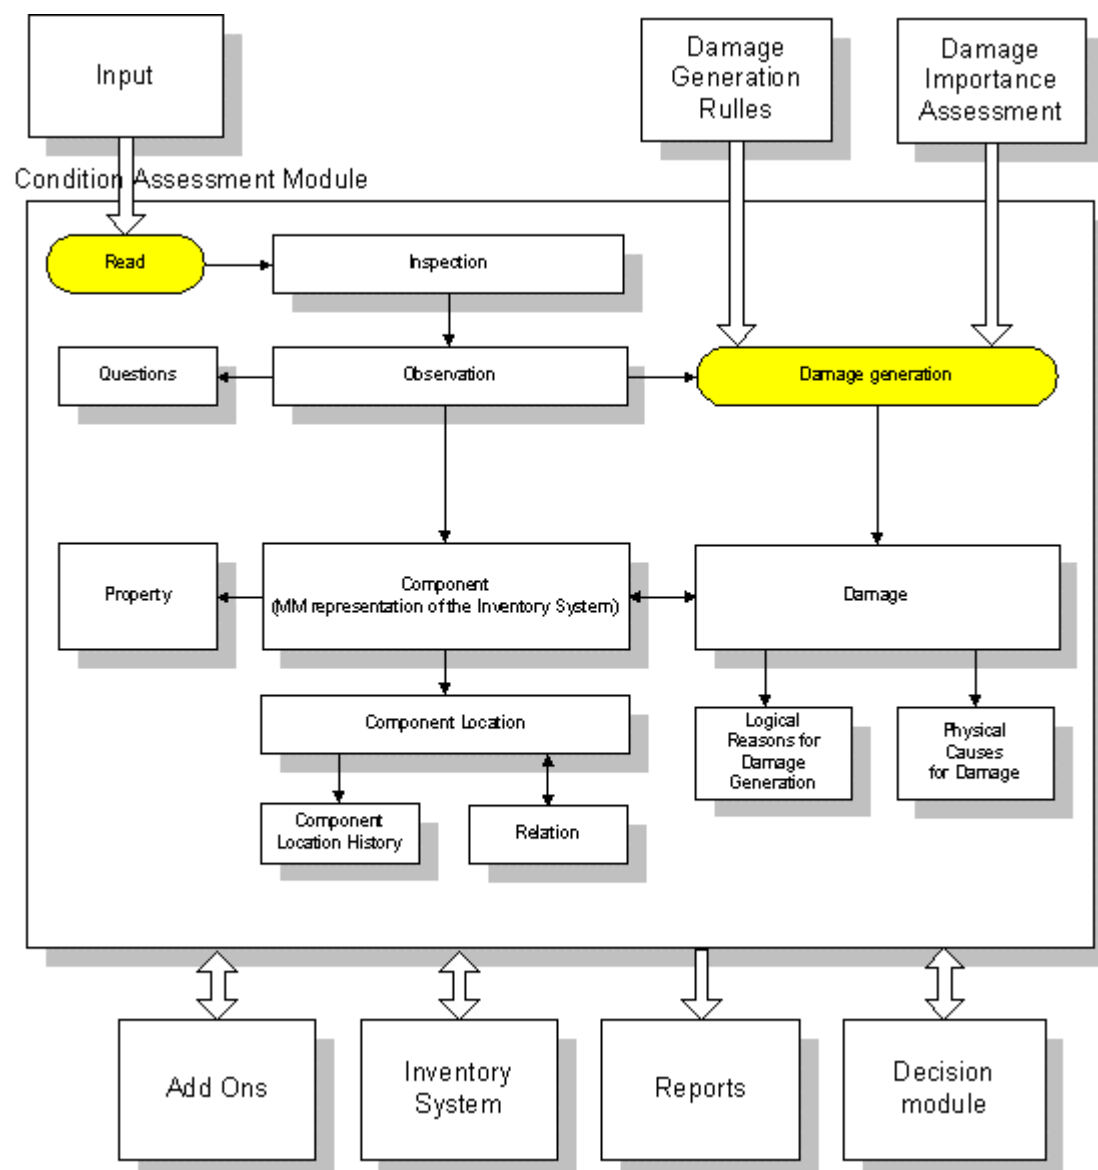 Input
Damage
Generation
Rulles
Damage
Importance
Assessment
Condition Assessment Module
Read
Inspection
Questions
Observation
Damage generation
Property
Component
(MM representation of the Inventory System)
Damage
Component Location
Logical
Reasons for
Damage
Generation
Physical
Causes
for Damage
Component
Location History
Relation
Add Ons
Inventory
System
Reports
Decision
module